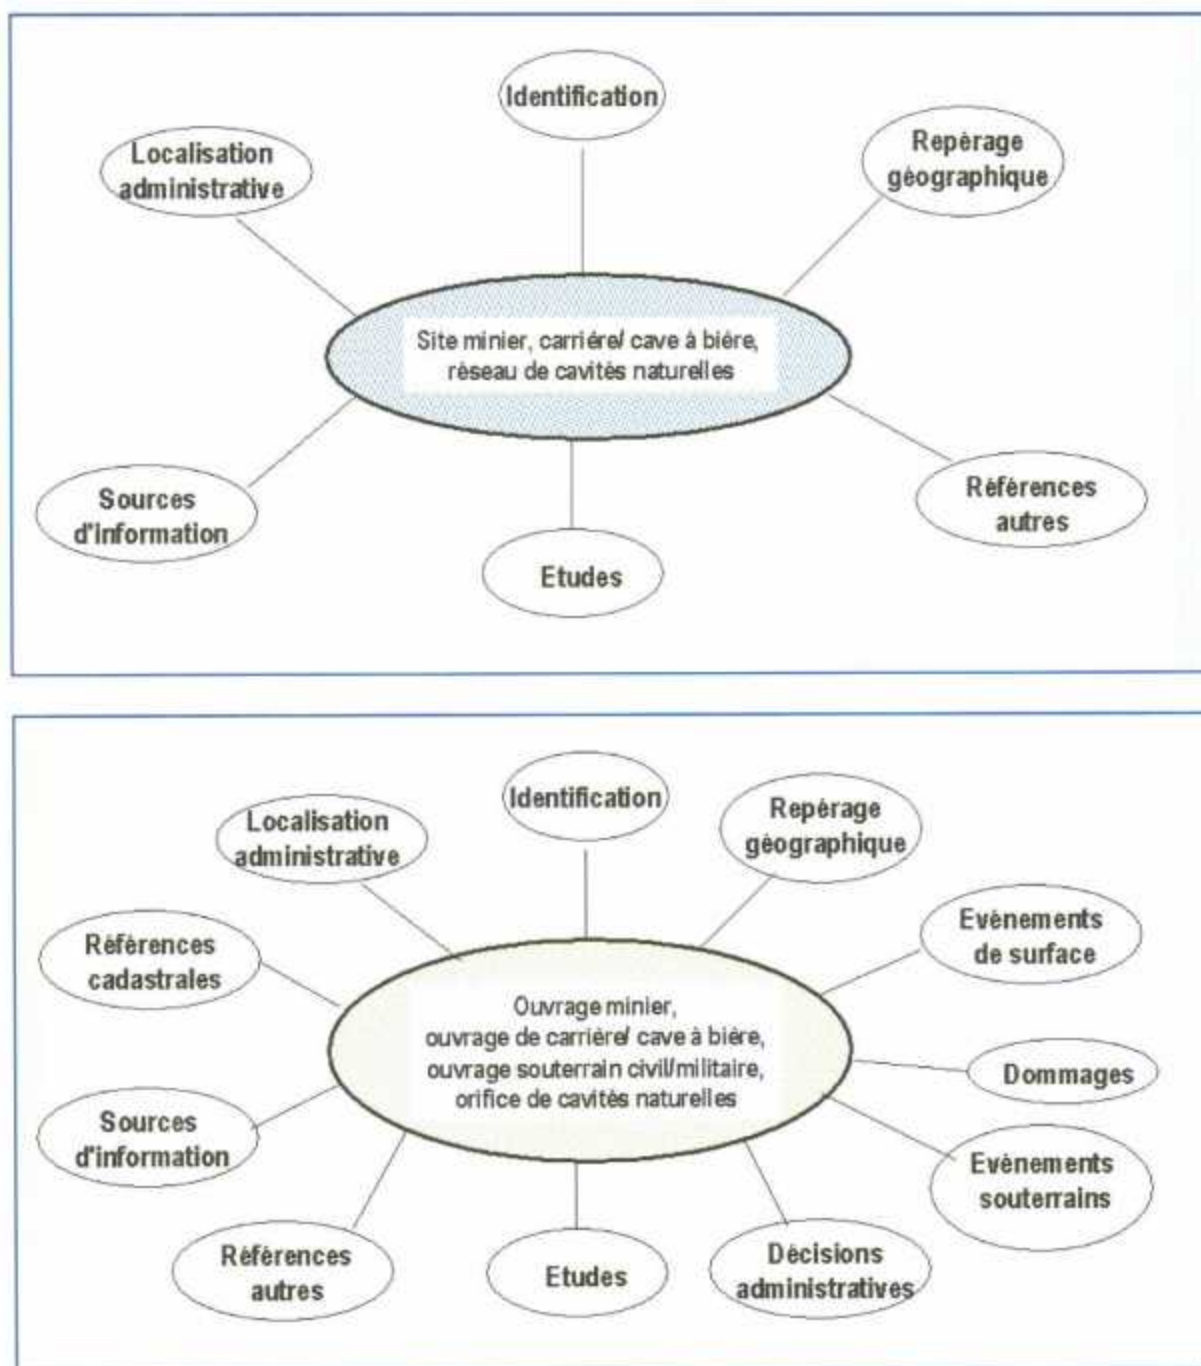 Identification
Localisation
administrative
Repérage
géographique
Site minier, carrière/ cave à bière,
réseau de cavités naturelles
Sources
d'information
Références
autres
Etudes
Identification
Localisation
administrative
Repérage
géographique
Evènements
de surface
Références
cadastrales
Ouvrage minier,
ouvrage de carrière/ cave à bière,
ouvrage souterrain civil/militaire,
orifice de cavités naturelles
Dommages
Sources
d'information
Evènements
souterrains
Références
autres
Etudes
Décisions
administratives